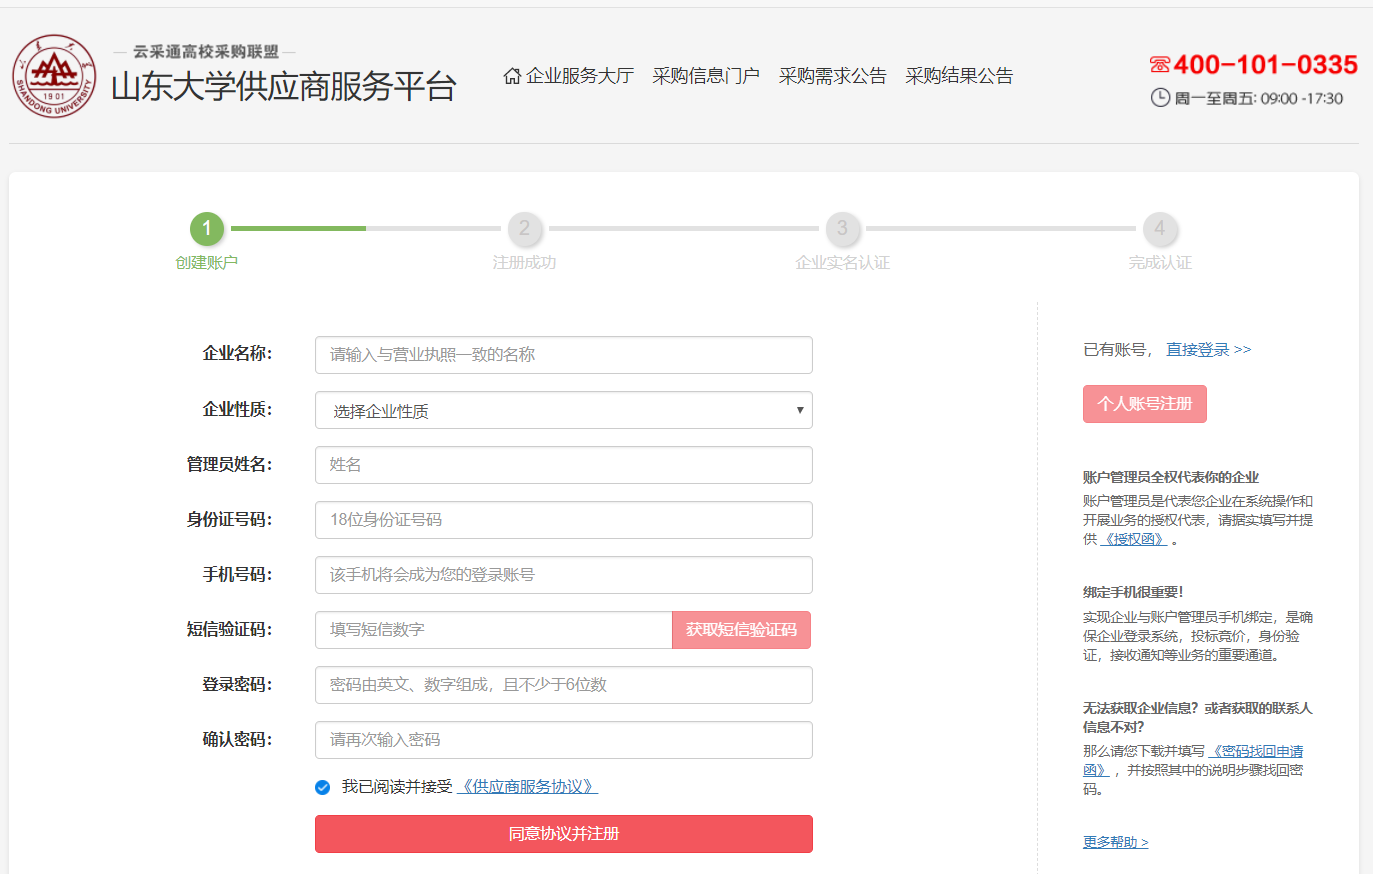 SHANDONG UNIVERSITY
1901
云采通高校采购联盟
山东大学供应商服务平台
企业服务大厅 采购信息门户 采购需求公告 采购结果公告
400-101-0335
周一至周五: 09:00 -17:30
1 2 3 4
创建账户 注册成功 企业实名认证 完成认证
企业名称: 请输入与营业执照一致的名称
企业性质: 选择企业性质
管理员姓名: 姓名
身份证号码: 18位身份证号码
手机号码: 该手机将会成为您的登录账号
短信验证码: 填写短信数字 获取短信验证码
登录密码: 密码由英文、数字组成，且不少于6位数
确认密码: 请再次输入密码
我已阅读并接受 《供应商服务协议》
同意协议并注册
已有账号， 直接登录 >>
个人账号注册
账户管理员全权代表你的企业
账户管理员是代表您企业在系统操作和
开展业务的授权代表，请据实填写并提
供 《授权函》 。
绑定手机很重要！
实现企业与账户管理员手机绑定，是确
保企业登录系统，投标竞价，身份验
证，接收通知等业务的重要通道。
无法获取企业信息？或者获取的联系人
信息不对？
那么请您下载并填写 《密码找回申请
函》 ，并按照其中的说明步骤找回密
码。
更多帮助 >